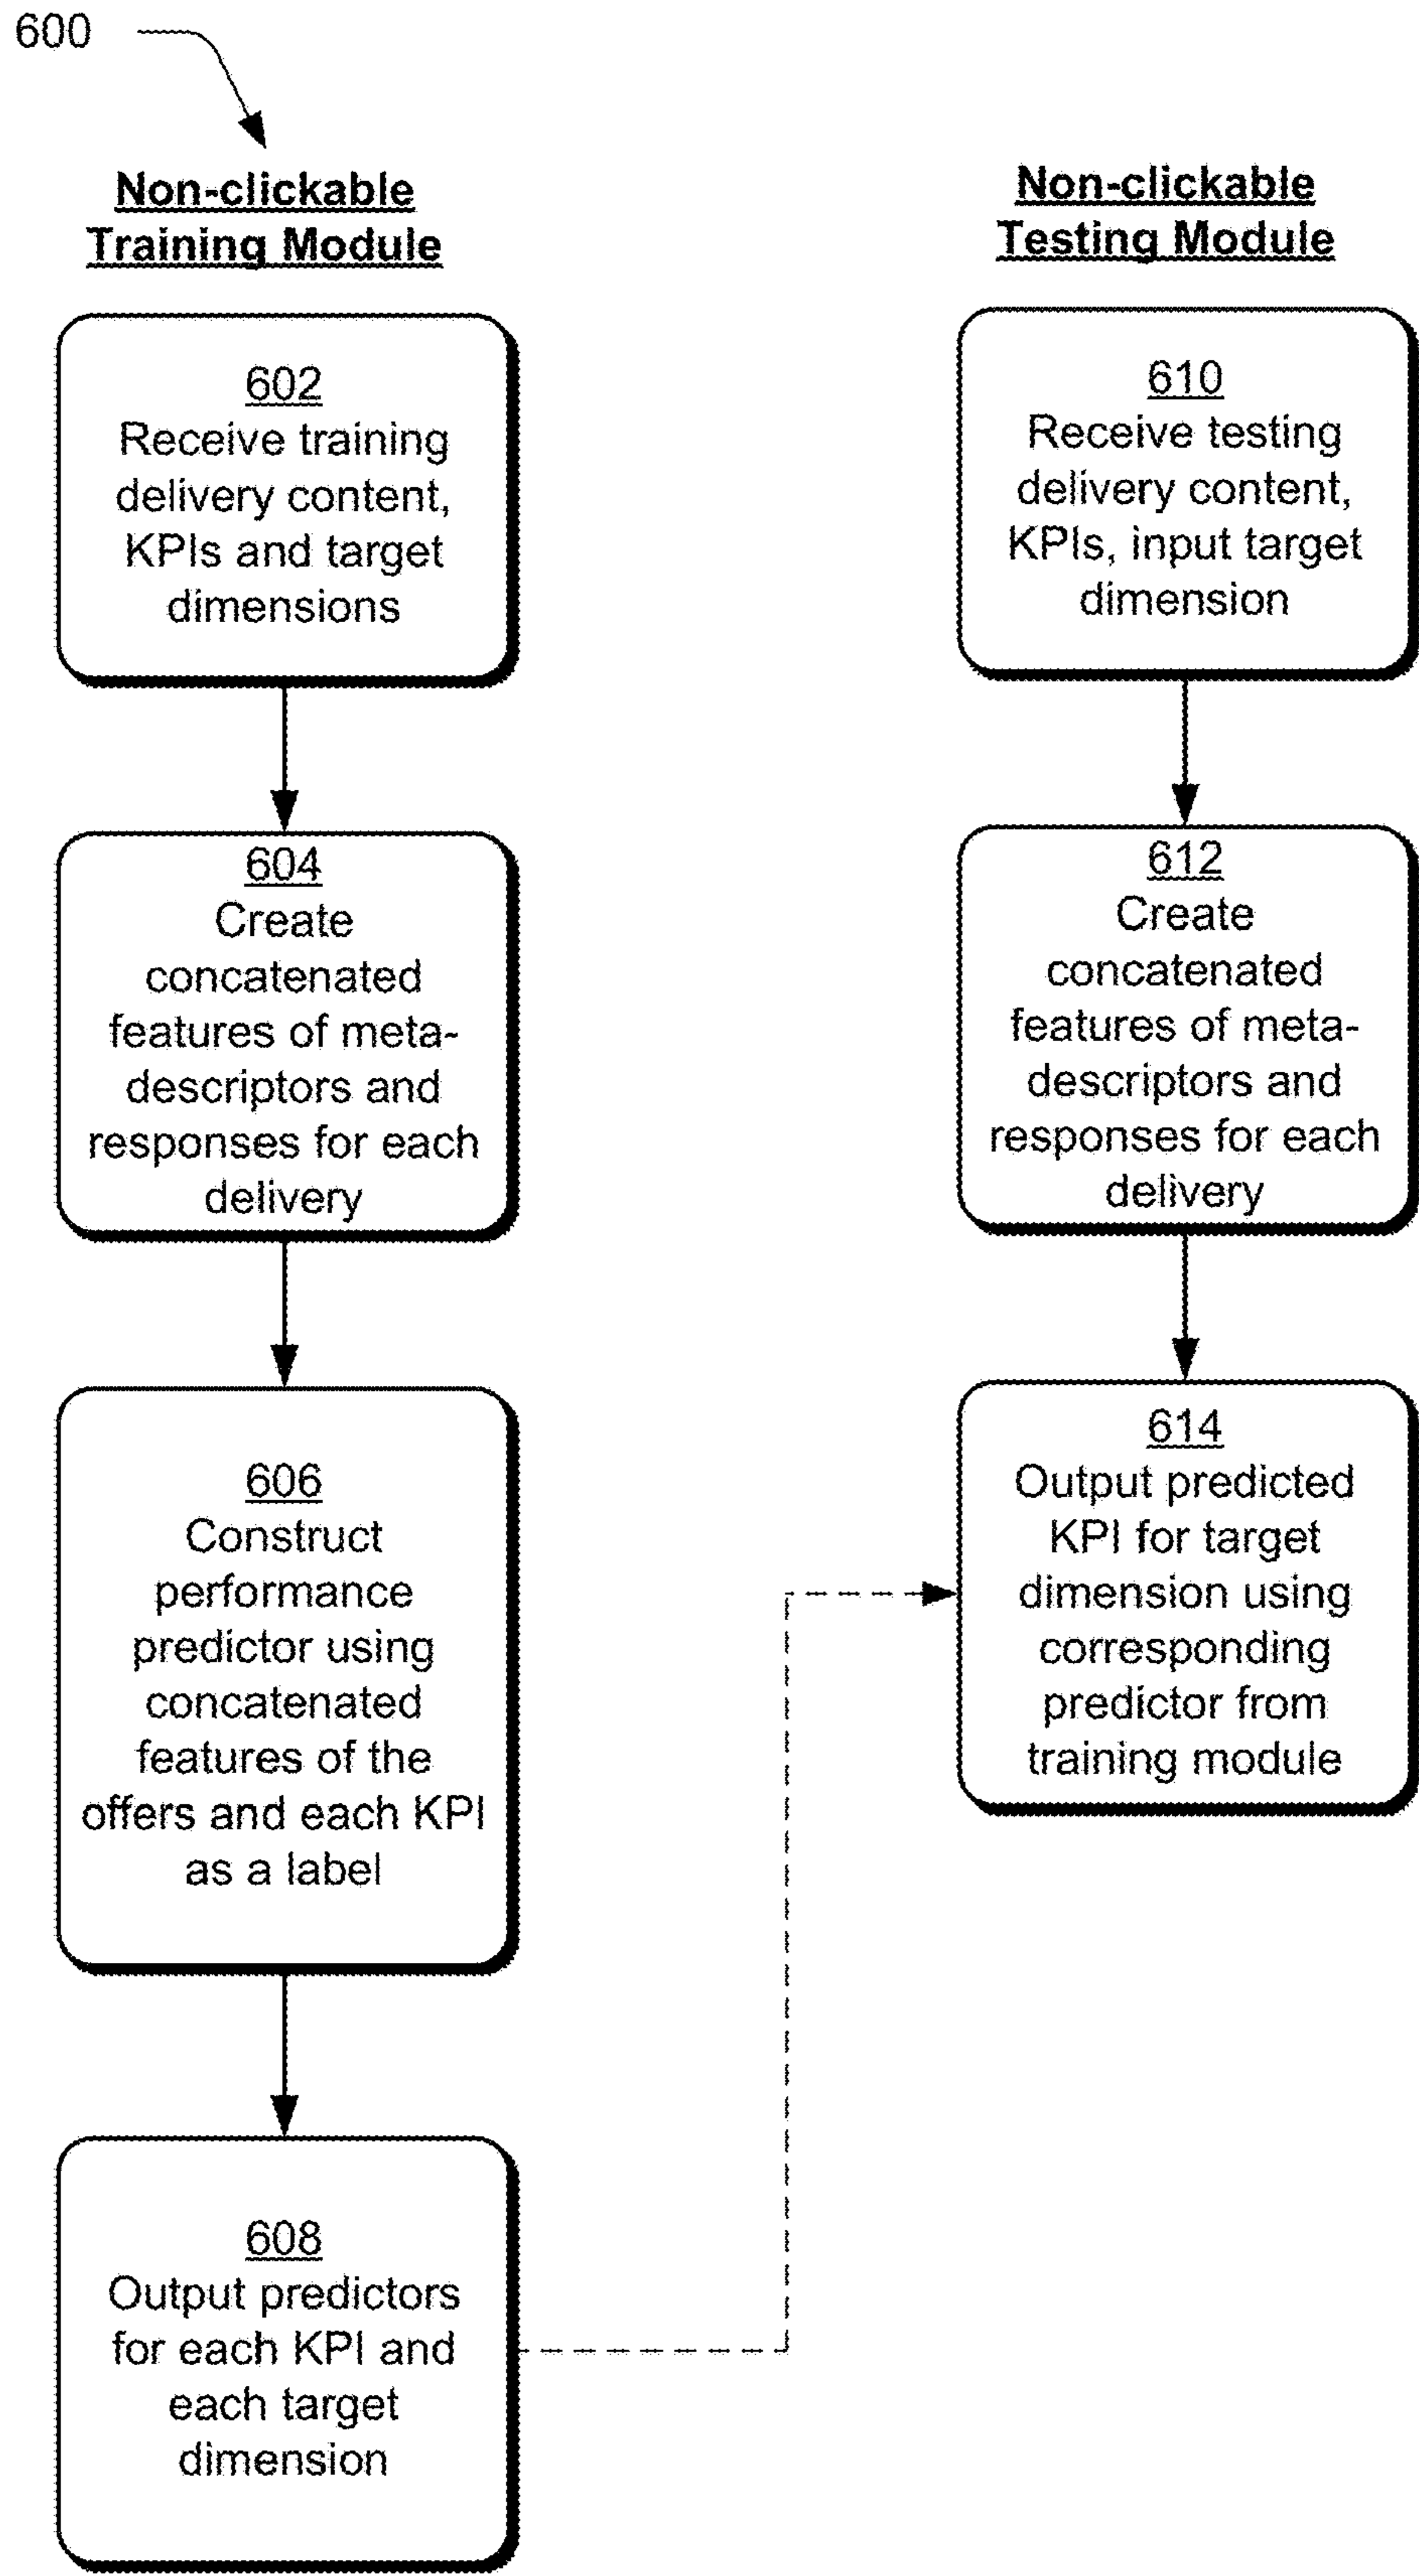 600
Non-clickable
Training Module
602
Receive training
delivery content,
KPIs and target
dimensions
604
Create
concatenated
features of meta-
descriptors and
responses for each
delivery
606
Construct
performance
predictor using
concatenated
features of the
offers and each KPI
as a label
608
Output predictors
for each KPI and
each target
dimension
Non-clickable
Testing Module
610
Receive testing
delivery content,
KPIs, input target
dimension
612
Create
concatenated
features of meta-
descriptors and
responses for each
delivery
614
Output predicted
KPI for target
dimension using
corresponding
predictor from
training module